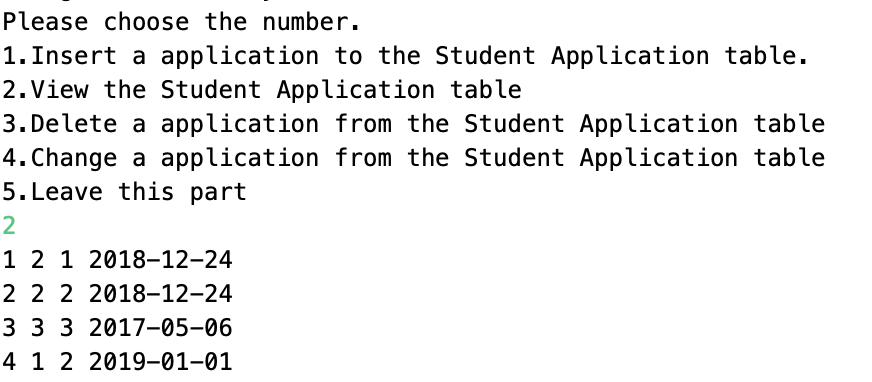 Please choose the number.
1.Insert a application to the Student Application table.
2.View the Student Application table
3.Delete a application from the Student Application table
4.Change a application from the Student Application table
5.Leave this part
2
1 2 1 2018-12-24
2 2 2 2018-12-24
3 3 3 2017-05-06
4 1 2 2019-01-01